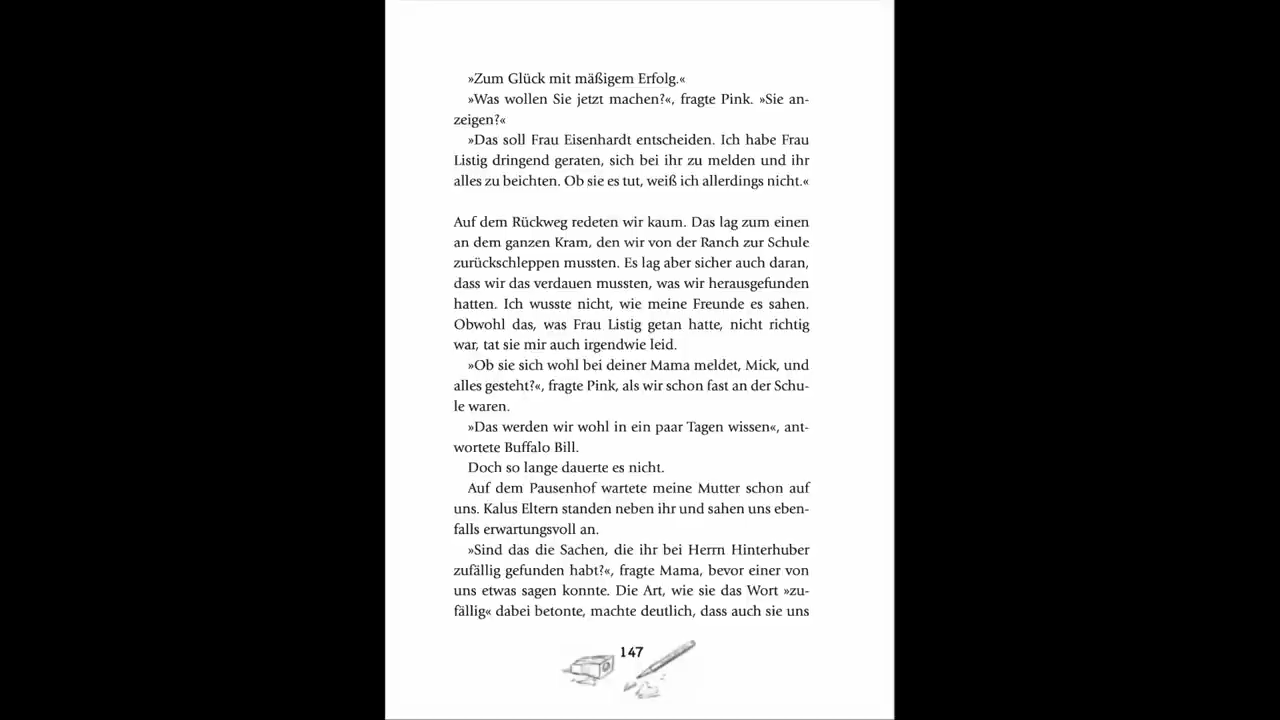 »Zum Glück mit mäßigem Erfolg.«
»Was wollen Sie jetzt machen?«, fragte Pink. »Sie an-
zeigen?«
»Das soll Frau Eisenhardt entscheiden. Ich habe Frau
Listig dringend geraten, sich bei ihr zu melden und ihr
alles zu beichten. Ob sie es tut, weiß ich allerdings nicht.«
Auf dem Rückweg redeten wir kaum. Das lag zum einen
an dem ganzen Kram, den wir von der Ranch zur Schule
zurückschleppen mussten. Es lag aber sicher auch daran,
dass wir das verdauen mussten, was wir herausgefunden
hatten. Ich wusste nicht, wie meine Freunde es sahen.
Obwohl das, was Frau Listig getan hatte, nicht richtig
war, tat sie mir auch irgendwie leid.
»Ob sie sich wohl bei deiner Mama meldet, Mick, und
alles gesteht?«, fragte Pink, als wir schon fast an der Schu-
le waren.
»Das werden wir wohl in ein paar Tagen wissen«, ant-
wortete Buffalo Bill.
Doch so lange dauerte es nicht.
Auf dem Pausenhof wartete meine Mutter schon auf
uns. Kalus Eltern standen neben ihr und sahen uns eben-
falls erwartungsvoll an.
»Sind das die Sachen, die ihr bei Herrn Hinterhuber
zufällig gefunden habt?«, fragte Mama, bevor einer von
uns etwas sagen konnte. Die Art, wie sie das Wort »zu-
fällig« dabei betonte, machte deutlich, dass auch sie uns
147